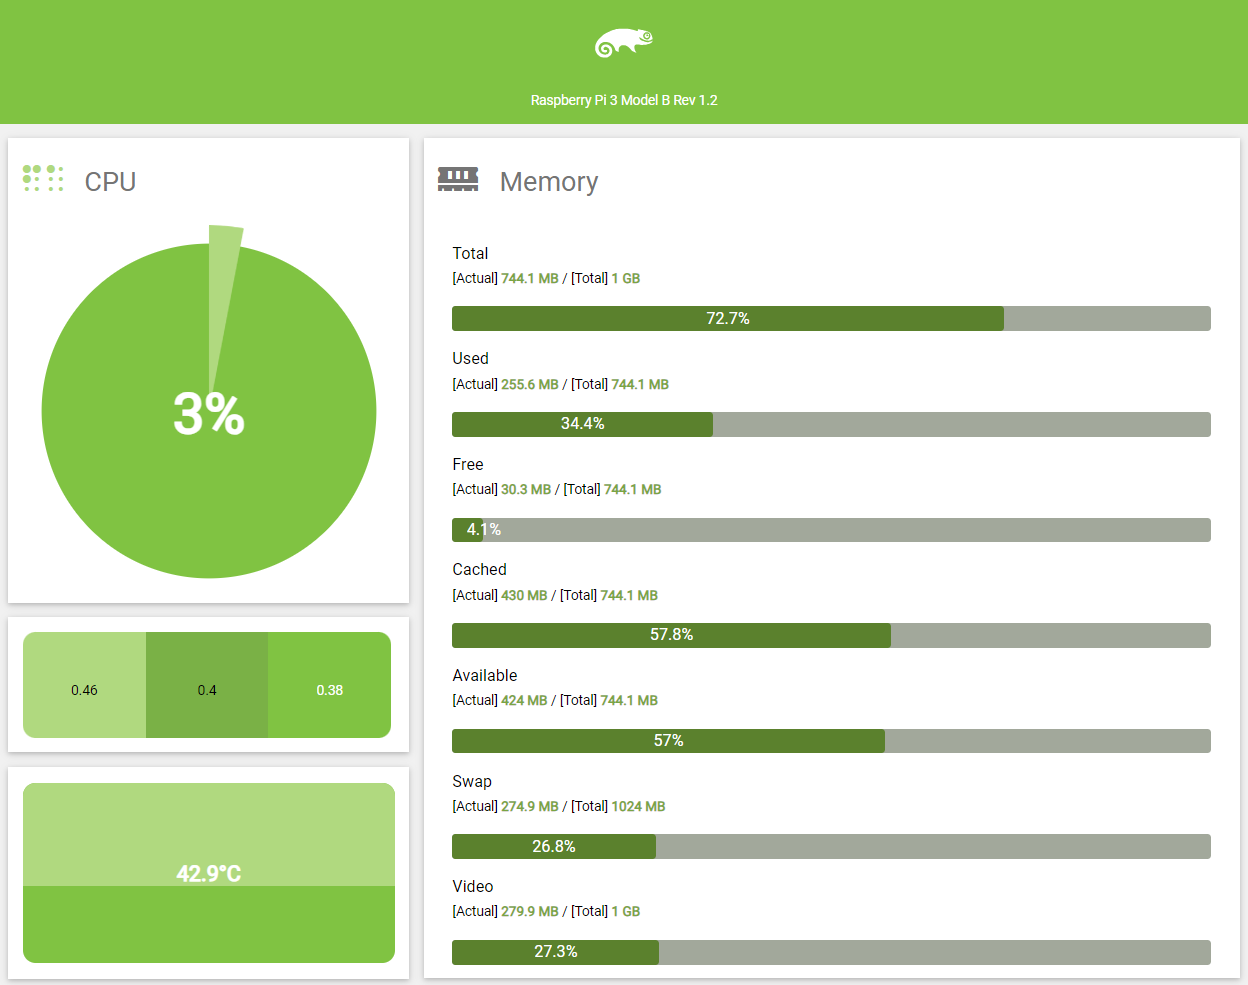 Raspberry Pi 3 Model B Rev 1.2
CPU
3%
0.46 0.4 0.38
42.9°C
Memory
Total
[Actual] 744.1 MB / [Total] 1 GB
72.7%
Used
[Actual] 255.6 MB / [Total] 744.1 MB
34.4%
Free
[Actual] 30.3 MB / [Total] 744.1 MB
4.1%
Cached
[Actual] 430 MB / [Total] 744.1 MB
57.8%
Available
[Actual] 424 MB / [Total] 744.1 MB
57%
Swap
[Actual] 274.9 MB / [Total] 1024 MB
26.8%
Video
[Actual] 279.9 MB / [Total] 1 GB
27.3%